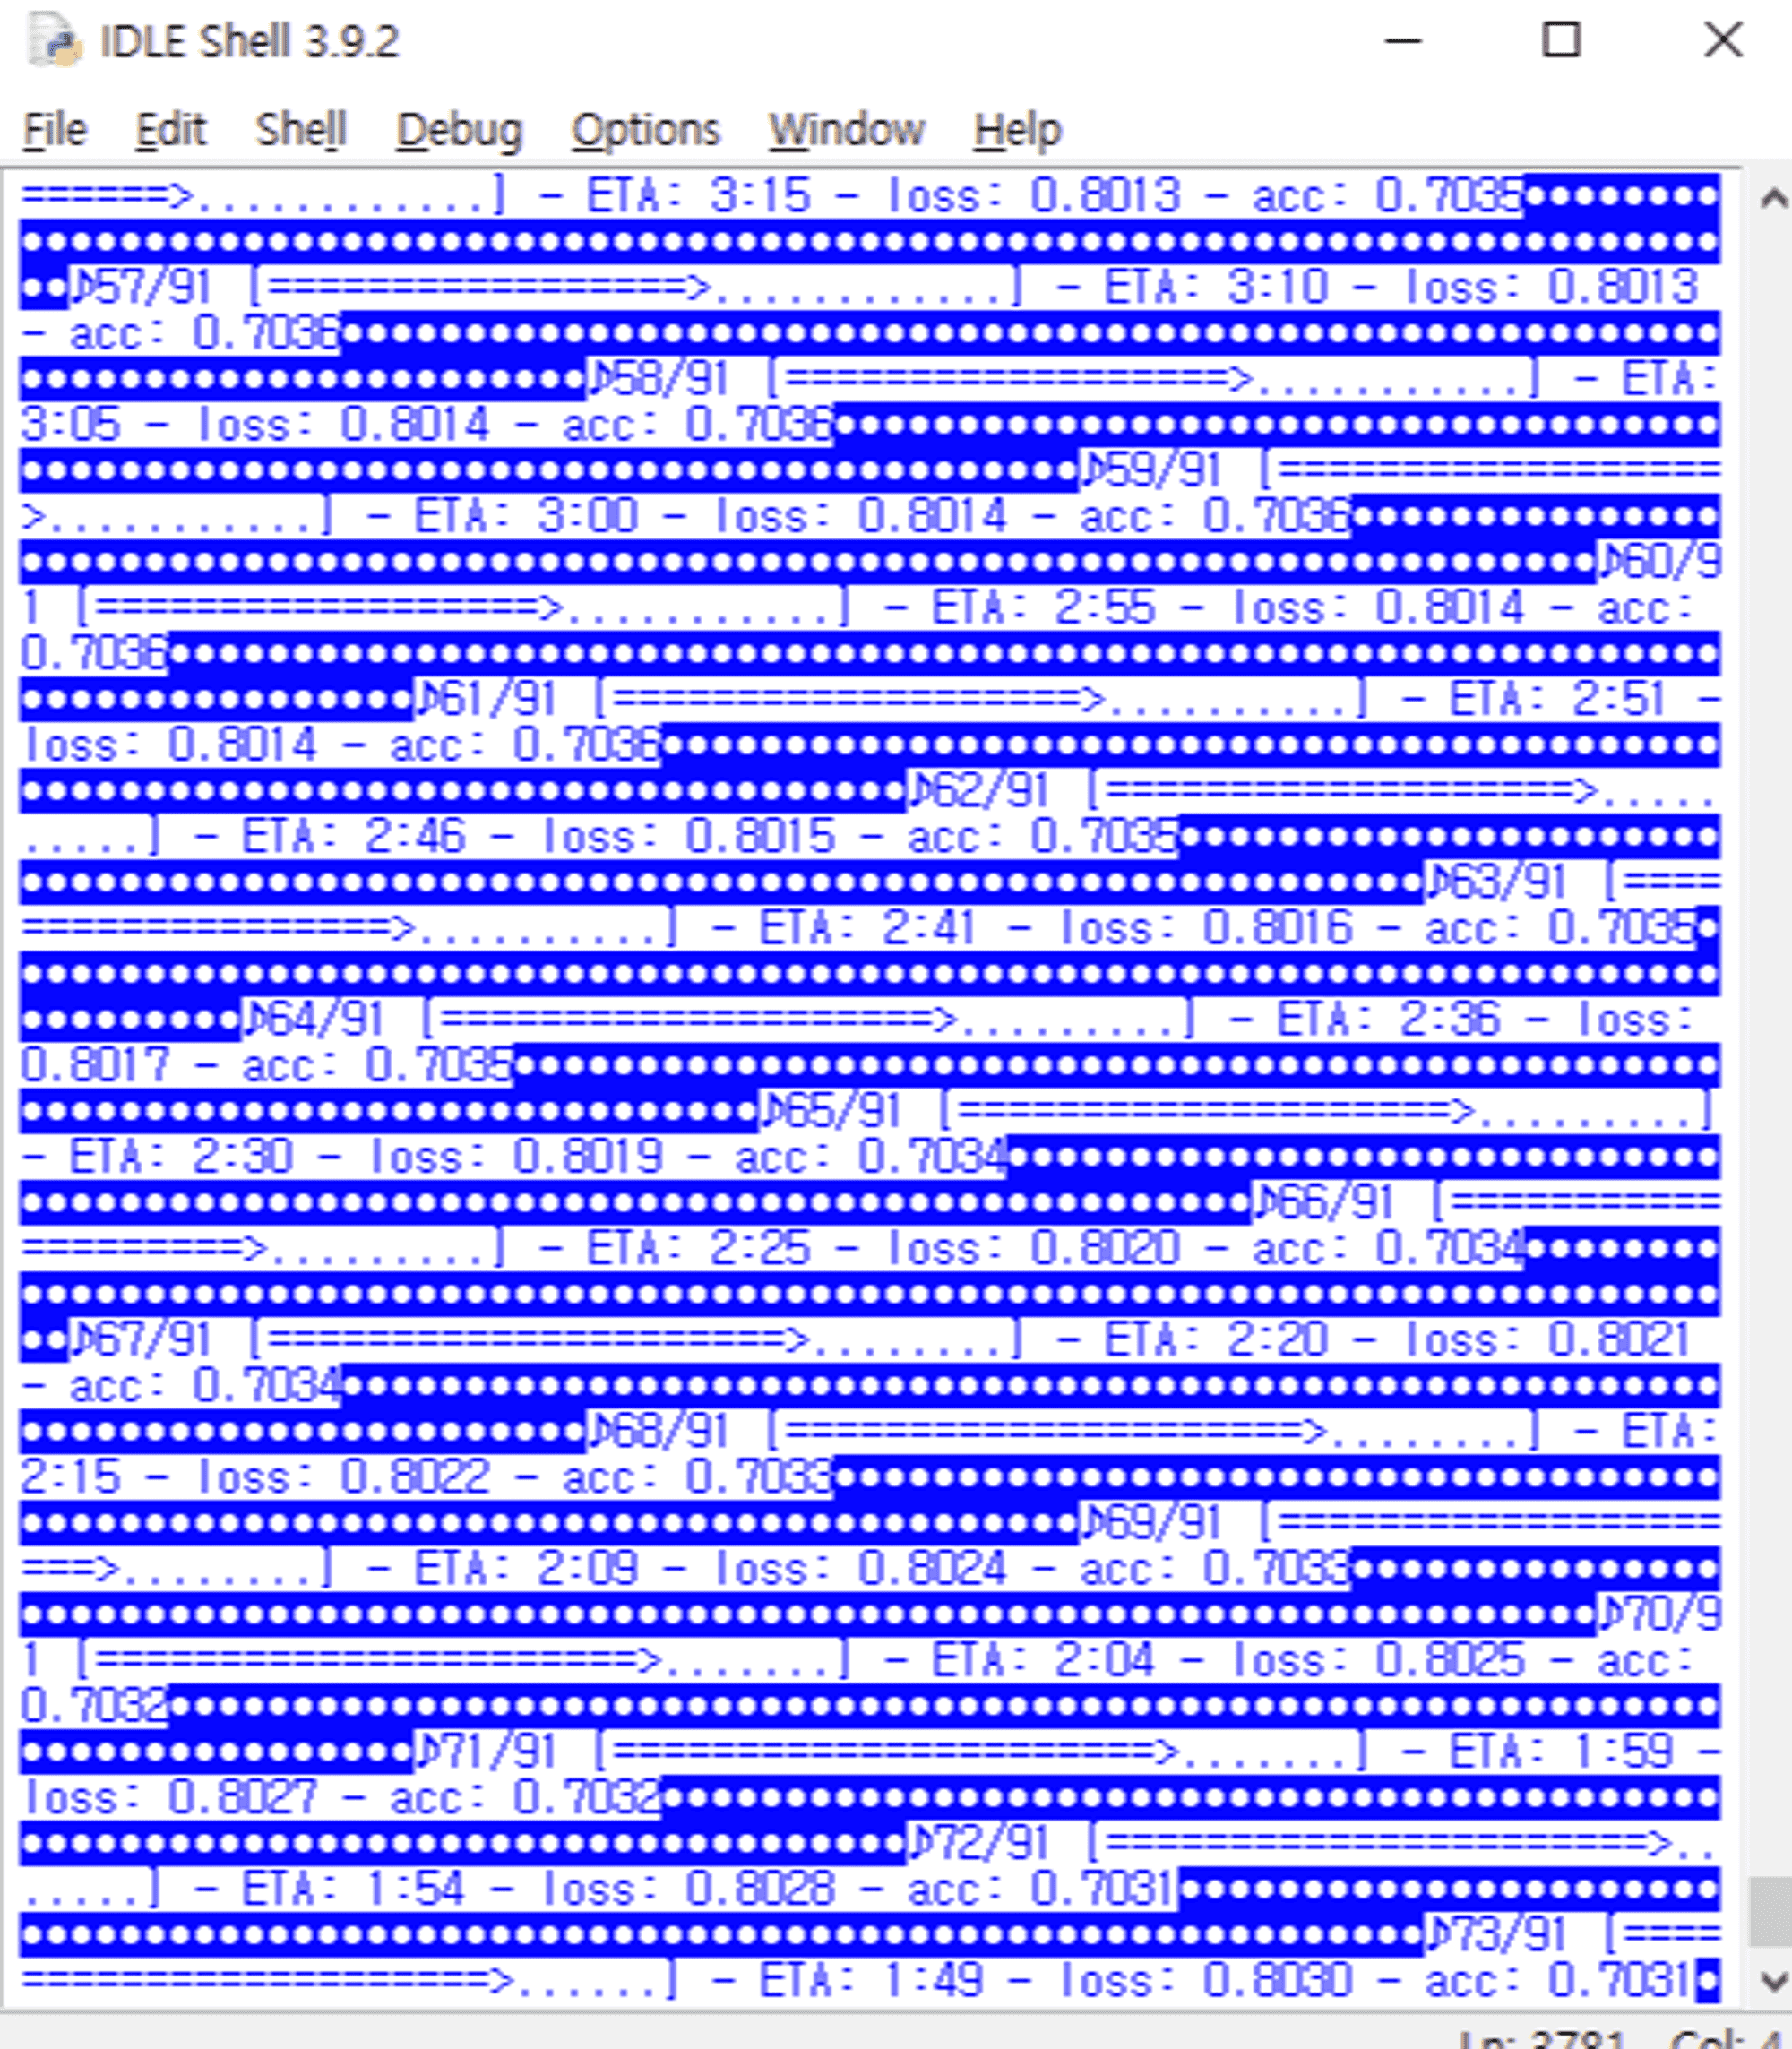 IDLE Shell 3.9.2
File Edit Shell Debug Options Window Help
======>............] - ETA: 3:15 - loss: 0.8013 - acc: 0.7035
♪57/91 [=================>............] - ETA: 3:10 - loss: 0.8013
- acc: 0.7036
♪58/91 [==================>...........] - ETA:
3:05 - loss: 0.8014 - acc: 0.7036
♪59/91 [==================
>...........] - ETA: 3:00 - loss: 0.8014 - acc: 0.7036
♪60/9
1 [==================>...........] - ETA: 2:55 - loss: 0.8014 - acc:
0.7036
♪61/91 [===================>..........] - ETA: 2:51 -
loss: 0.8014 - acc: 0.7036
♪62/91 [===================>.....
.....] - ETA: 2:46 - loss: 0.8015 - acc: 0.7035
♪63/91 [====
===============>..........] - ETA: 2:41 - loss: 0.8016 - acc: 0.7035
♪64/91 [====================>.........] - ETA: 2:36 - loss:
0.8017 - acc: 0.7035
♪65/91 [====================>.........]
- ETA: 2:30 - loss: 0.8019 - acc: 0.7034
♪66/91 [===========
=========>.........] - ETA: 2:25 - loss: 0.8020 - acc: 0.7034
♪67/91 [=====================>........] - ETA: 2:20 - loss: 0.8021
- acc: 0.7034
♪68/91 [=====================>........] - ETA:
2:15 - loss: 0.8022 - acc: 0.7033
♪69/91 [==================
===>........] - ETA: 2:09 - loss: 0.8024 - acc: 0.7033
♪70/9
1 [======================>.......] - ETA: 2:04 - loss: 0.8025 - acc:
0.7032
♪71/91 [======================>.......] - ETA: 1:59 -
loss: 0.8027 - acc: 0.7032
♪72/91 [======================>..
.....] - ETA: 1:54 - loss: 0.8028 - acc: 0.7031
♪73/91 [====
===================>......] - ETA: 1:49 - loss: 0.8030 - acc: 0.7031
Ln: 3781 Col: 4